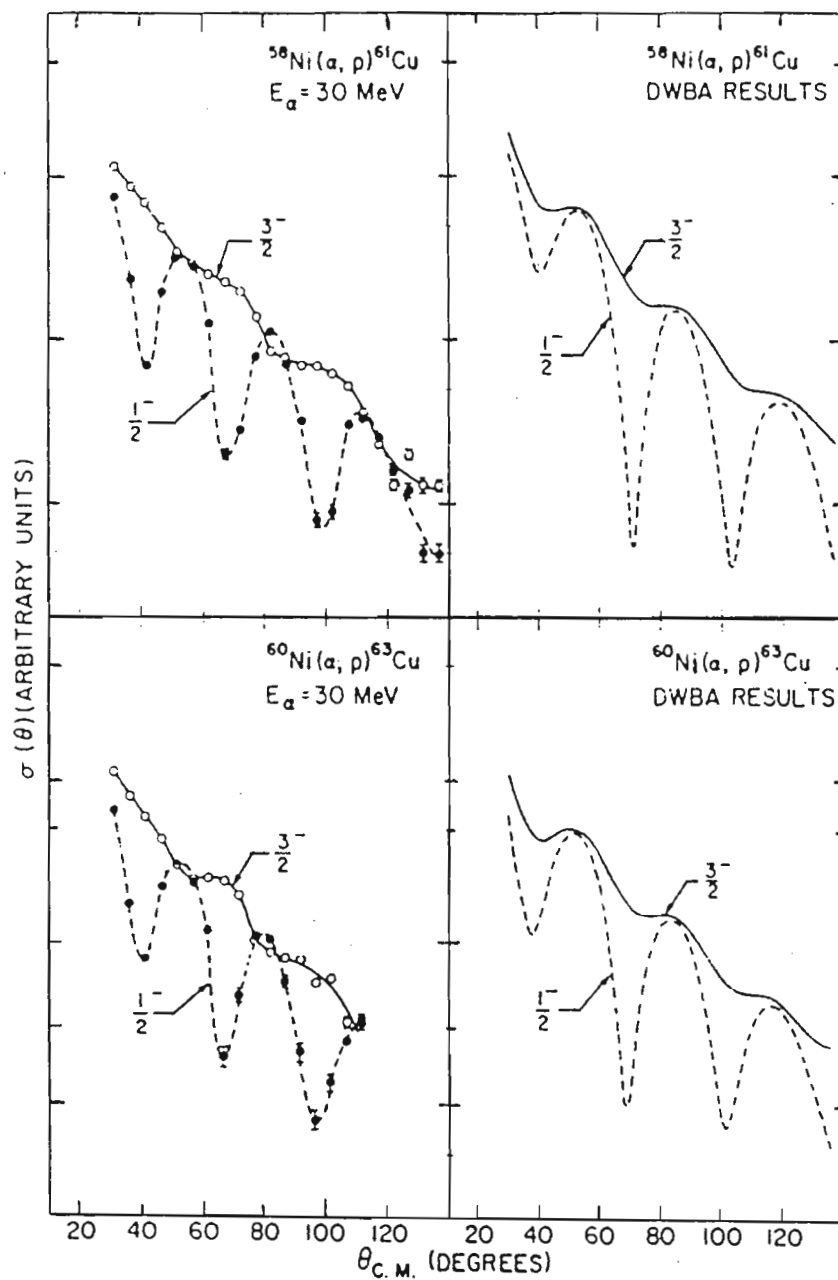 ⁵⁸Ni(α, p)⁶¹Cu
Eα = 30 MeV
3/2⁻
1/2⁻
⁵⁸Ni(α, p)⁶¹Cu
DWBA RESULTS
3/2⁻
1/2⁻
σ(θ)(ARBITRARY UNITS)
⁶⁰Ni(α, p)⁶³Cu
Eα = 30 MeV
3/2⁻
1/2⁻
⁶⁰Ni(α, p)⁶³Cu
DWBA RESULTS
3/2⁻
1/2⁻
20 40 60 80 100 120 20 40 60 80 100 120
θC.M. (DEGREES)